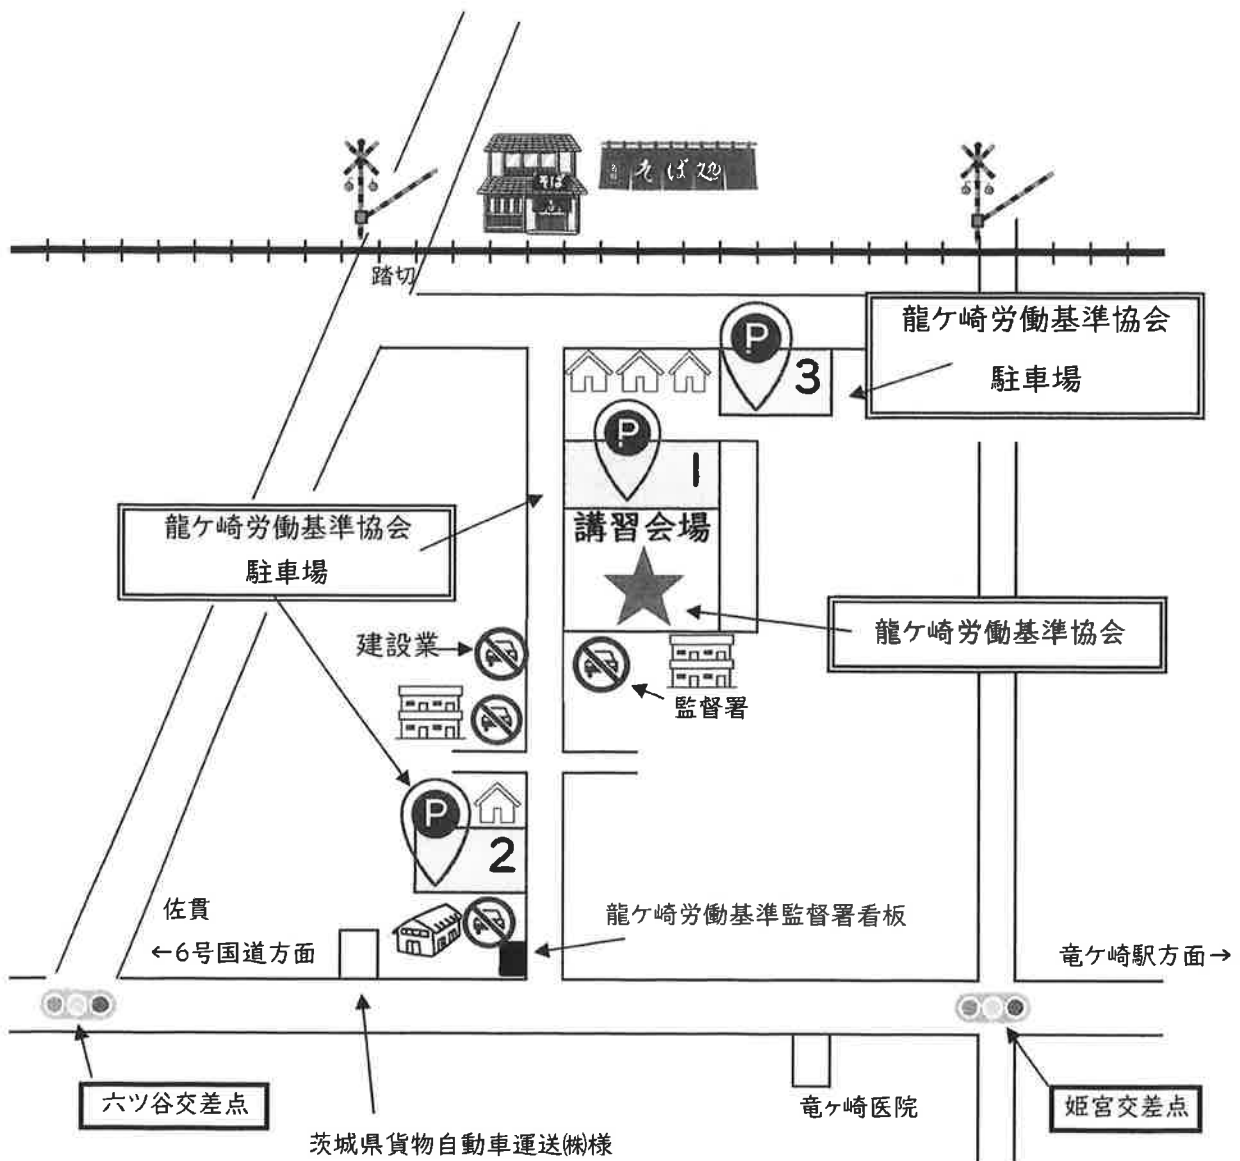 そば
そば処
踏切
龍ケ崎労働基準協会
駐車場
P
3
P
1
龍ケ崎労働基準協会
駐車場
講習会場
龍ケ崎労働基準協会
建設業
監督署
P
2
佐貫
←6号国道方面
龍ケ崎労働基準監督署看板
竜ケ崎駅方面→
六ツ谷交差点
竜ヶ崎医院
姫宮交差点
茨城県貨物自動車運送㈱様